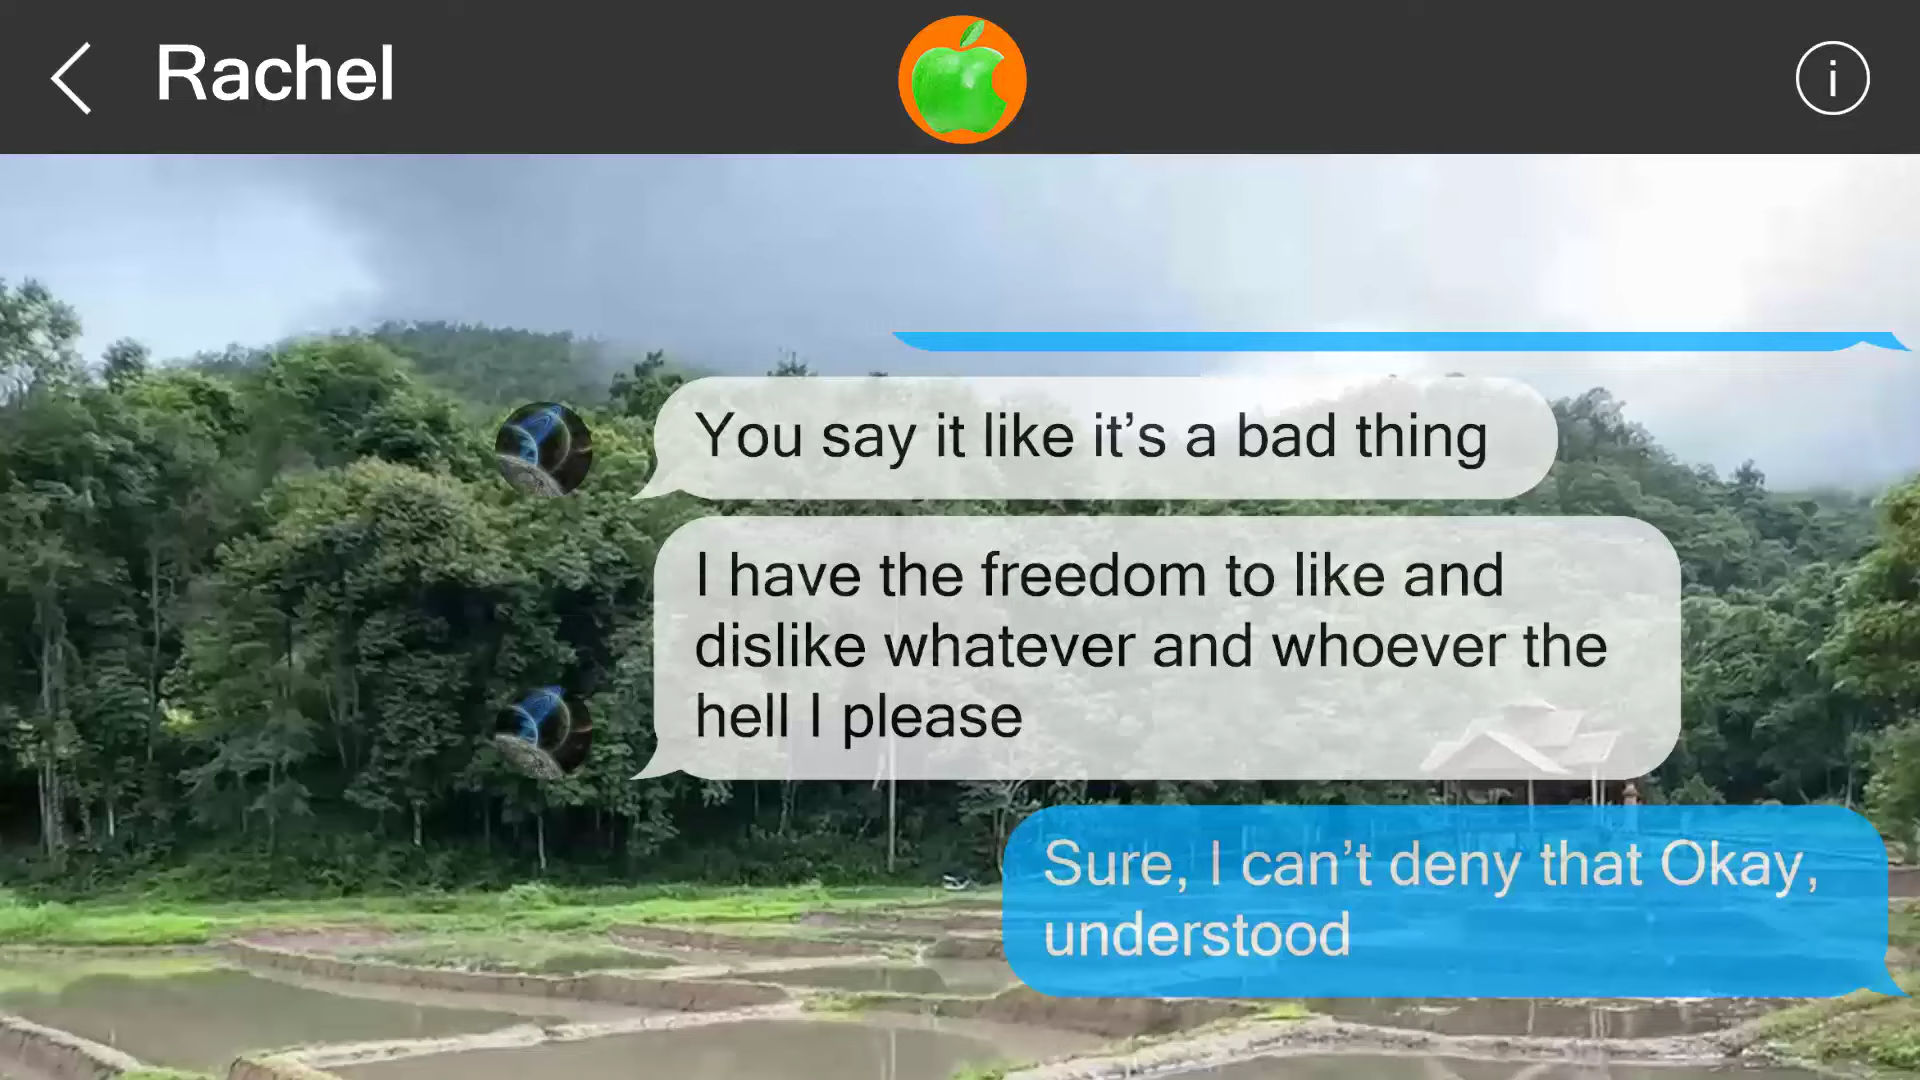 Rachel
You say it like it’s a bad thing
I have the freedom to like and
dislike whatever and whoever the
hell I please
Sure, I can’t deny that Okay,
understood